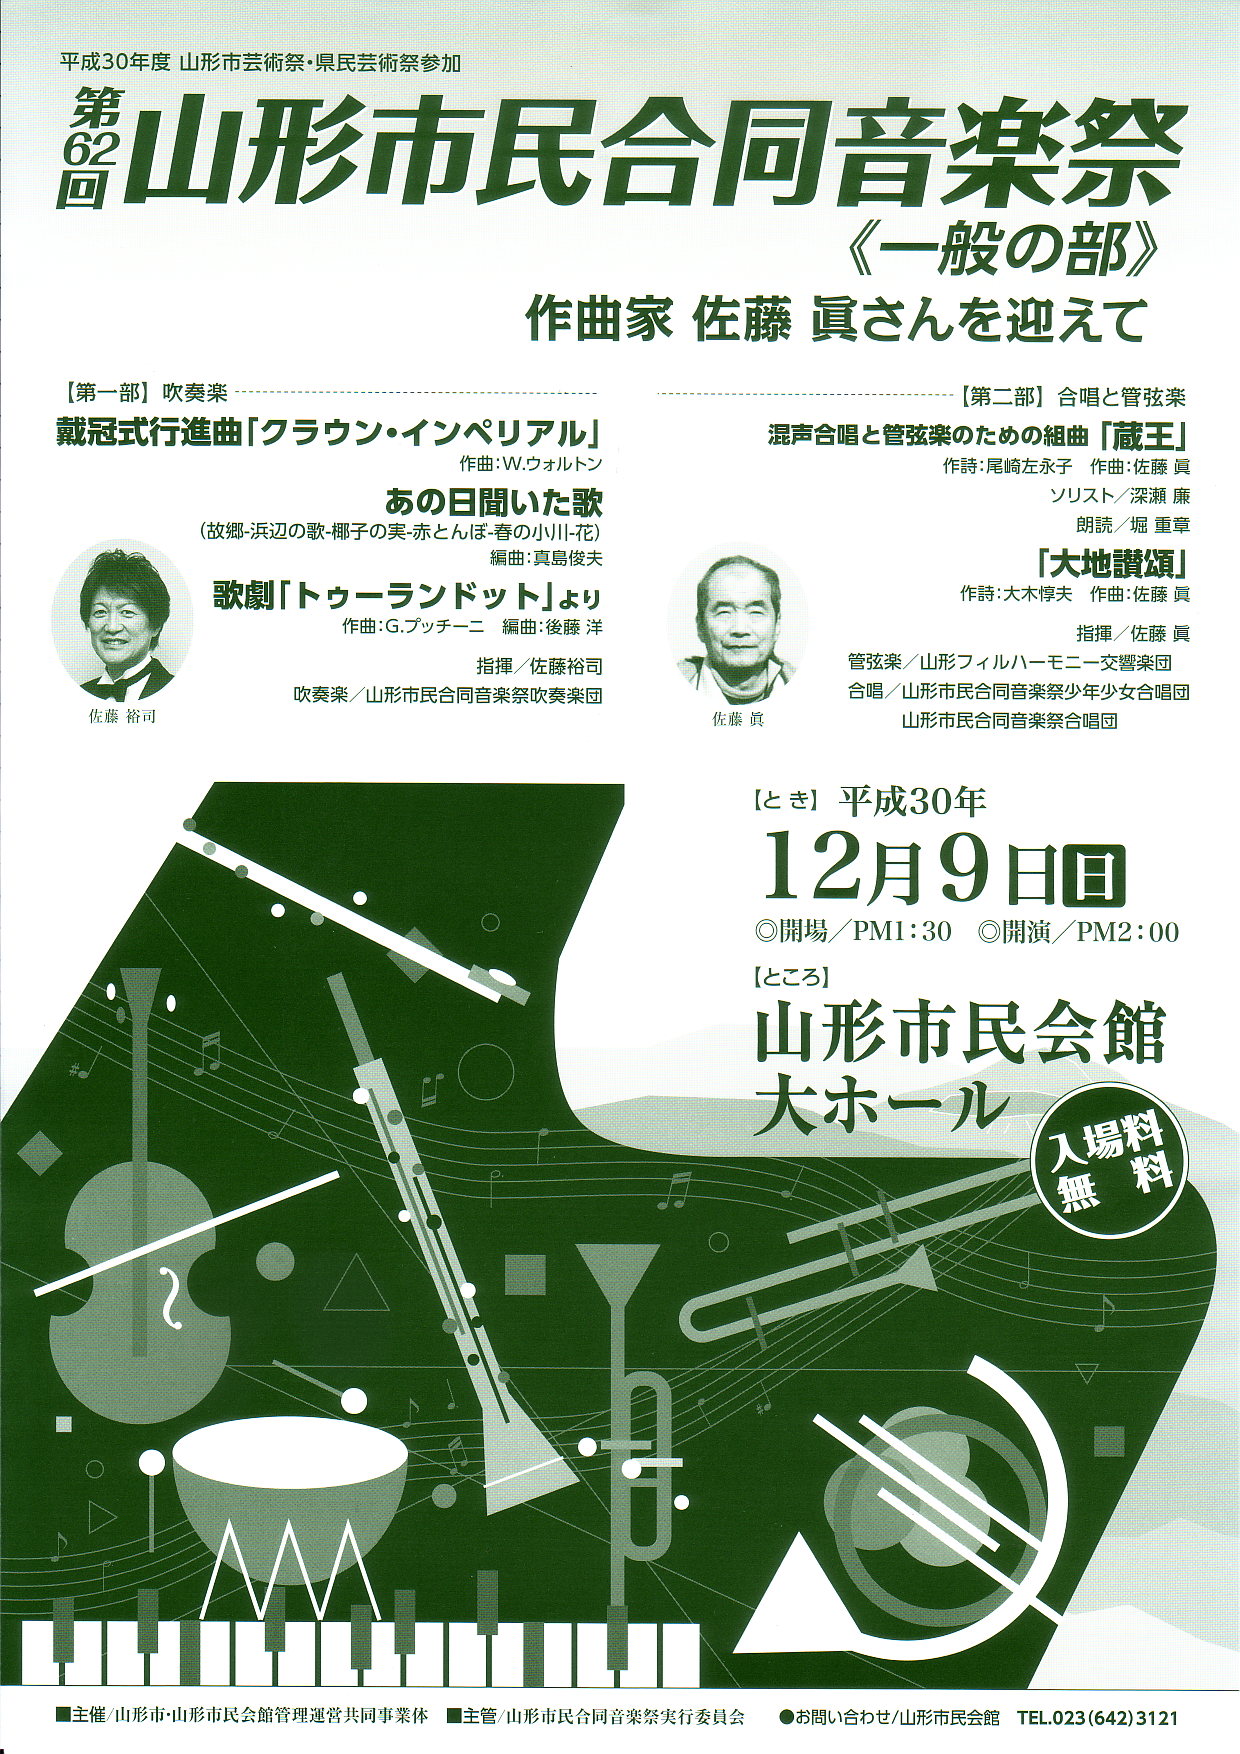 平成30年度 山形市芸術祭・県民芸術祭参加
第62回 山形市民合同音楽祭
《一般の部》
作曲家 佐藤 眞さんを迎えて
【第一部】吹奏楽
戴冠式行進曲「クラウン・インペリアル」
作曲:W.ウォルトン
あの日聞いた歌
(故郷-浜辺の歌-椰子の実-赤とんぼ-春の小川-花)
編曲:真島俊夫
歌劇「トゥーランドット」より
作曲:G.プッチーニ 編曲:後藤 洋
指揮/佐藤裕司
吹奏楽/山形市民合同音楽祭吹奏楽団
佐藤 裕司
【第二部】合唱と管弦楽
混声合唱と管弦楽のための組曲「蔵王」
作詩:尾崎左永子 作曲:佐藤 眞
ソリスト/深瀬 廉
朗読/堀 重章
「大地讃頌」
作詩:大木惇夫 作曲:佐藤 眞
指揮/佐藤 眞
管弦楽/山形フィルハーモニー交響楽団
合唱/山形市民合同音楽祭少年少女合唱団
山形市民合同音楽祭合唱団
佐藤 眞
【とき】 平成30年
12月9日日
◎開場/PM1:30 ◎開演/PM2:00
【ところ】
山形市民会館
大ホール
入場料
無料
■主催/山形市・山形市民会館管理運営共同事業体 ■主管/山形市民合同音楽祭実行委員会 ●お問い合わせ/山形市民会館 TEL.023(642)3121